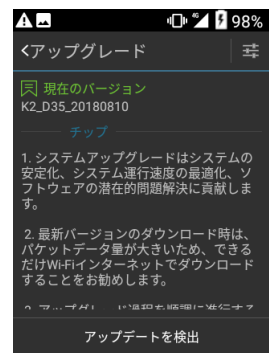 98%
<アップグレード
現在のバージョン
K2_D35_20180810
チップ
1. システムアップグレードはシステムの
安定化、システム運行速度の最適化、ソ
フトウェアの潜在的問題解決に貢献しま
す。
2. 最新バージョンのダウンロード時は、
パケットデータ量が大きいため、できる
だけWi-Fiインターネットでダウンロード
することをお勧めします。
アップデートを検出